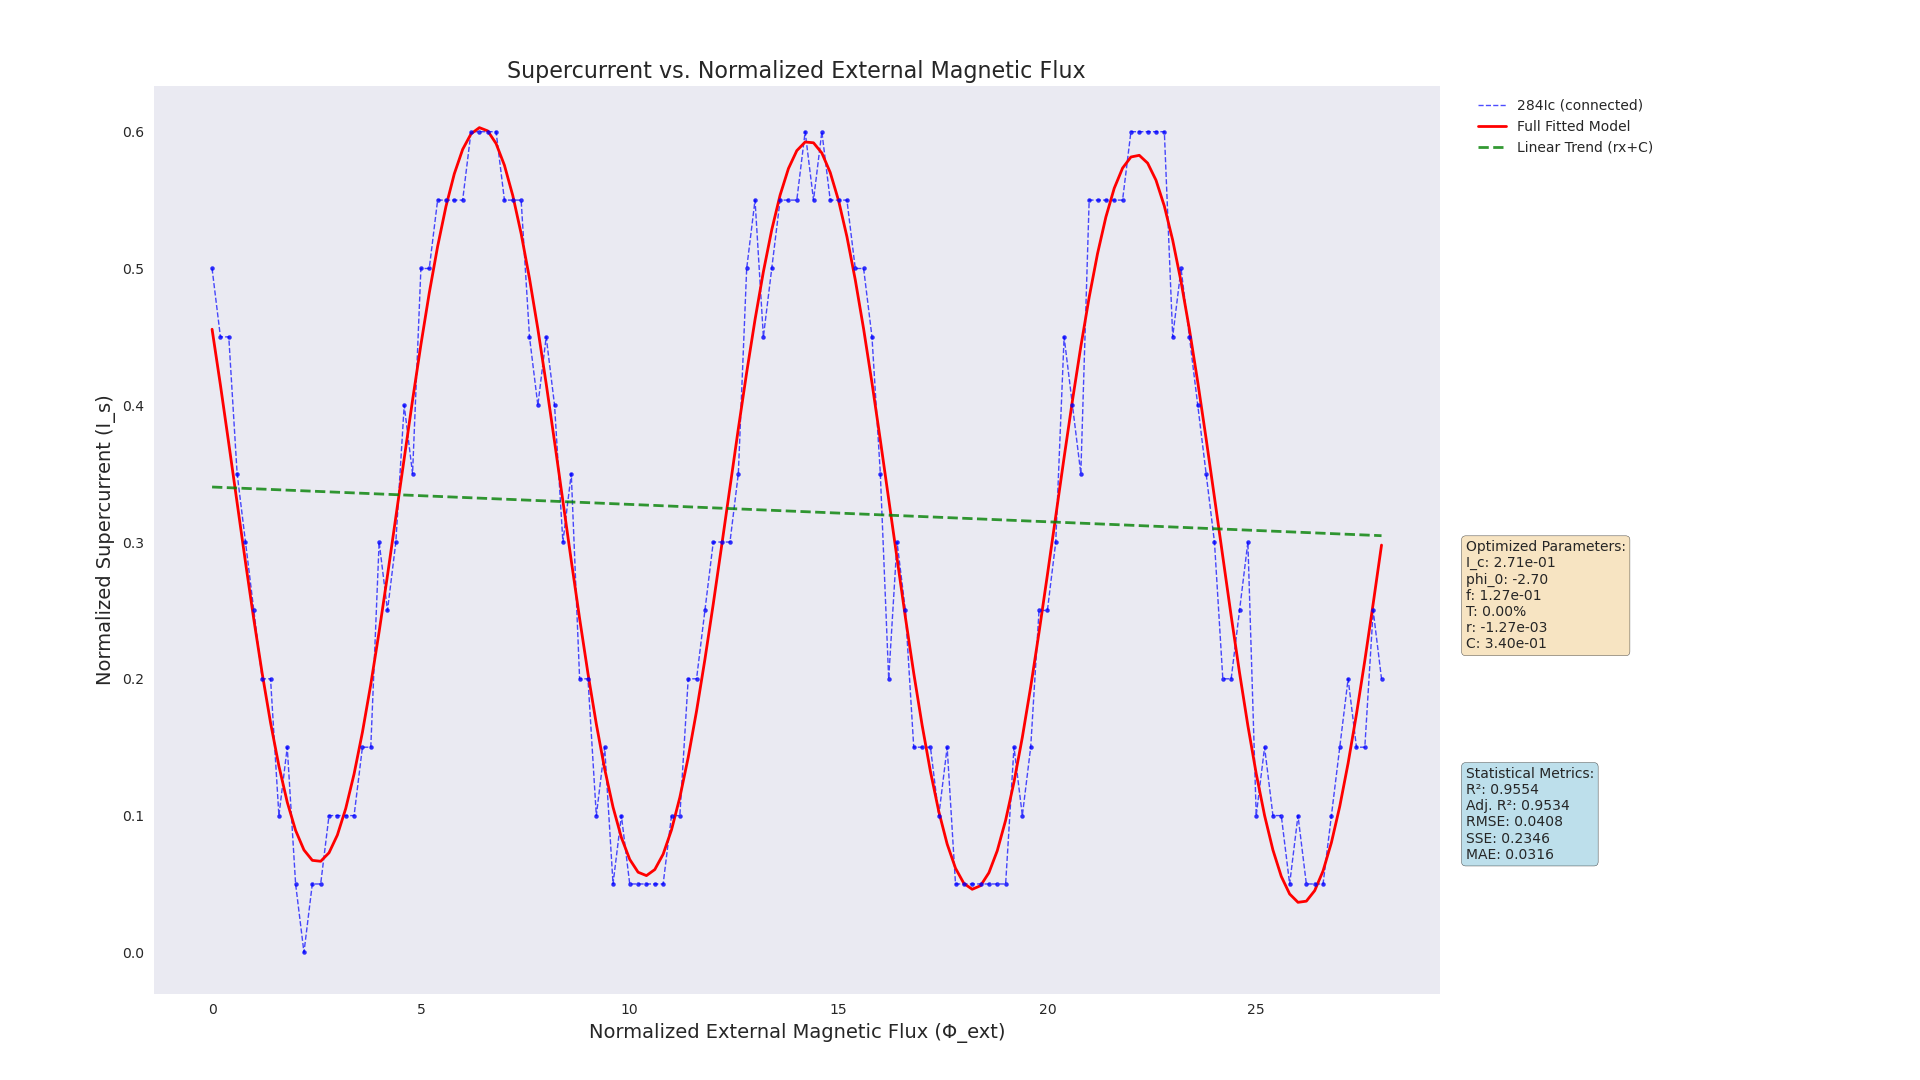 Supercurrent vs. Normalized External Magnetic Flux
284Ic (connected)
Full Fitted Model
Linear Trend (rx+C)
Normalized Supercurrent (I_s)
0.6
0.5
0.4
0.3
0.2
0.1
0.0
0 5 10 15 20 25
Normalized External Magnetic Flux (Φ_ext)
Optimized Parameters:
I_c: 2.71e-01
phi_0: -2.70
f: 1.27e-01
T: 0.00%
r: -1.27e-03
C: 3.40e-01
Statistical Metrics:
R²: 0.9554
Adj. R²: 0.9534
RMSE: 0.0408
SSE: 0.2346
MAE: 0.0316